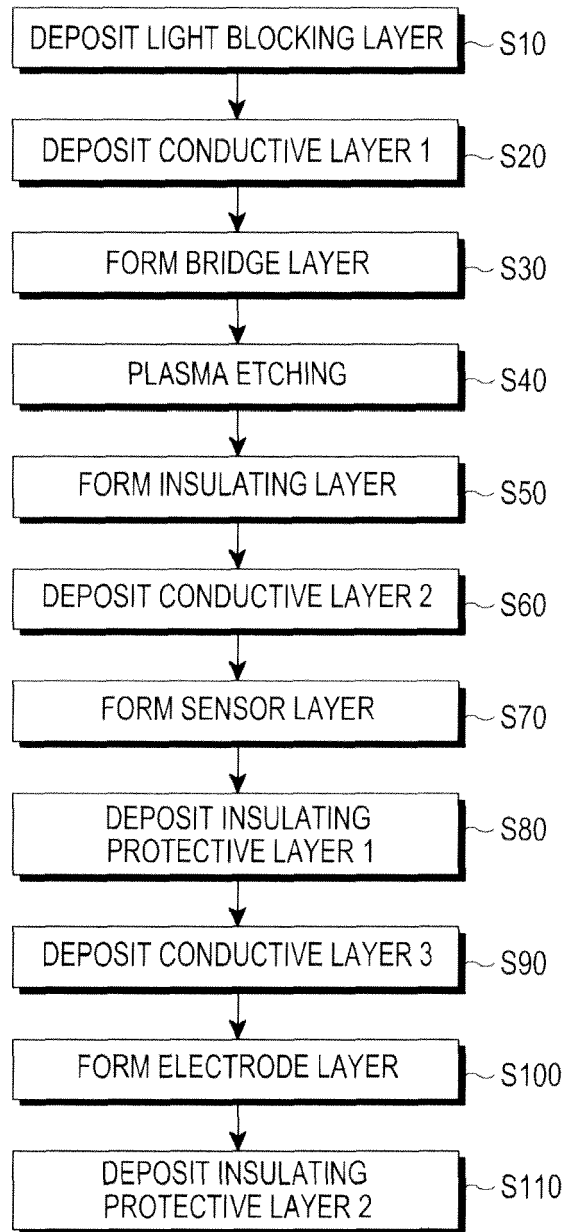 DEPOSIT LIGHT BLOCKING LAYER S10
DEPOSIT CONDUCTIVE LAYER 1 S20
FORM BRIDGE LAYER S30
PLASMA ETCHING S40
FORM INSULATING LAYER S50
DEPOSIT CONDUCTIVE LAYER 2 S60
FORM SENSOR LAYER S70
DEPOSIT INSULATING
PROTECTIVE LAYER 1 S80
DEPOSIT CONDUCTIVE LAYER 3 S90
FORM ELECTRODE LAYER S100
DEPOSIT INSULATING
PROTECTIVE LAYER 2 S110